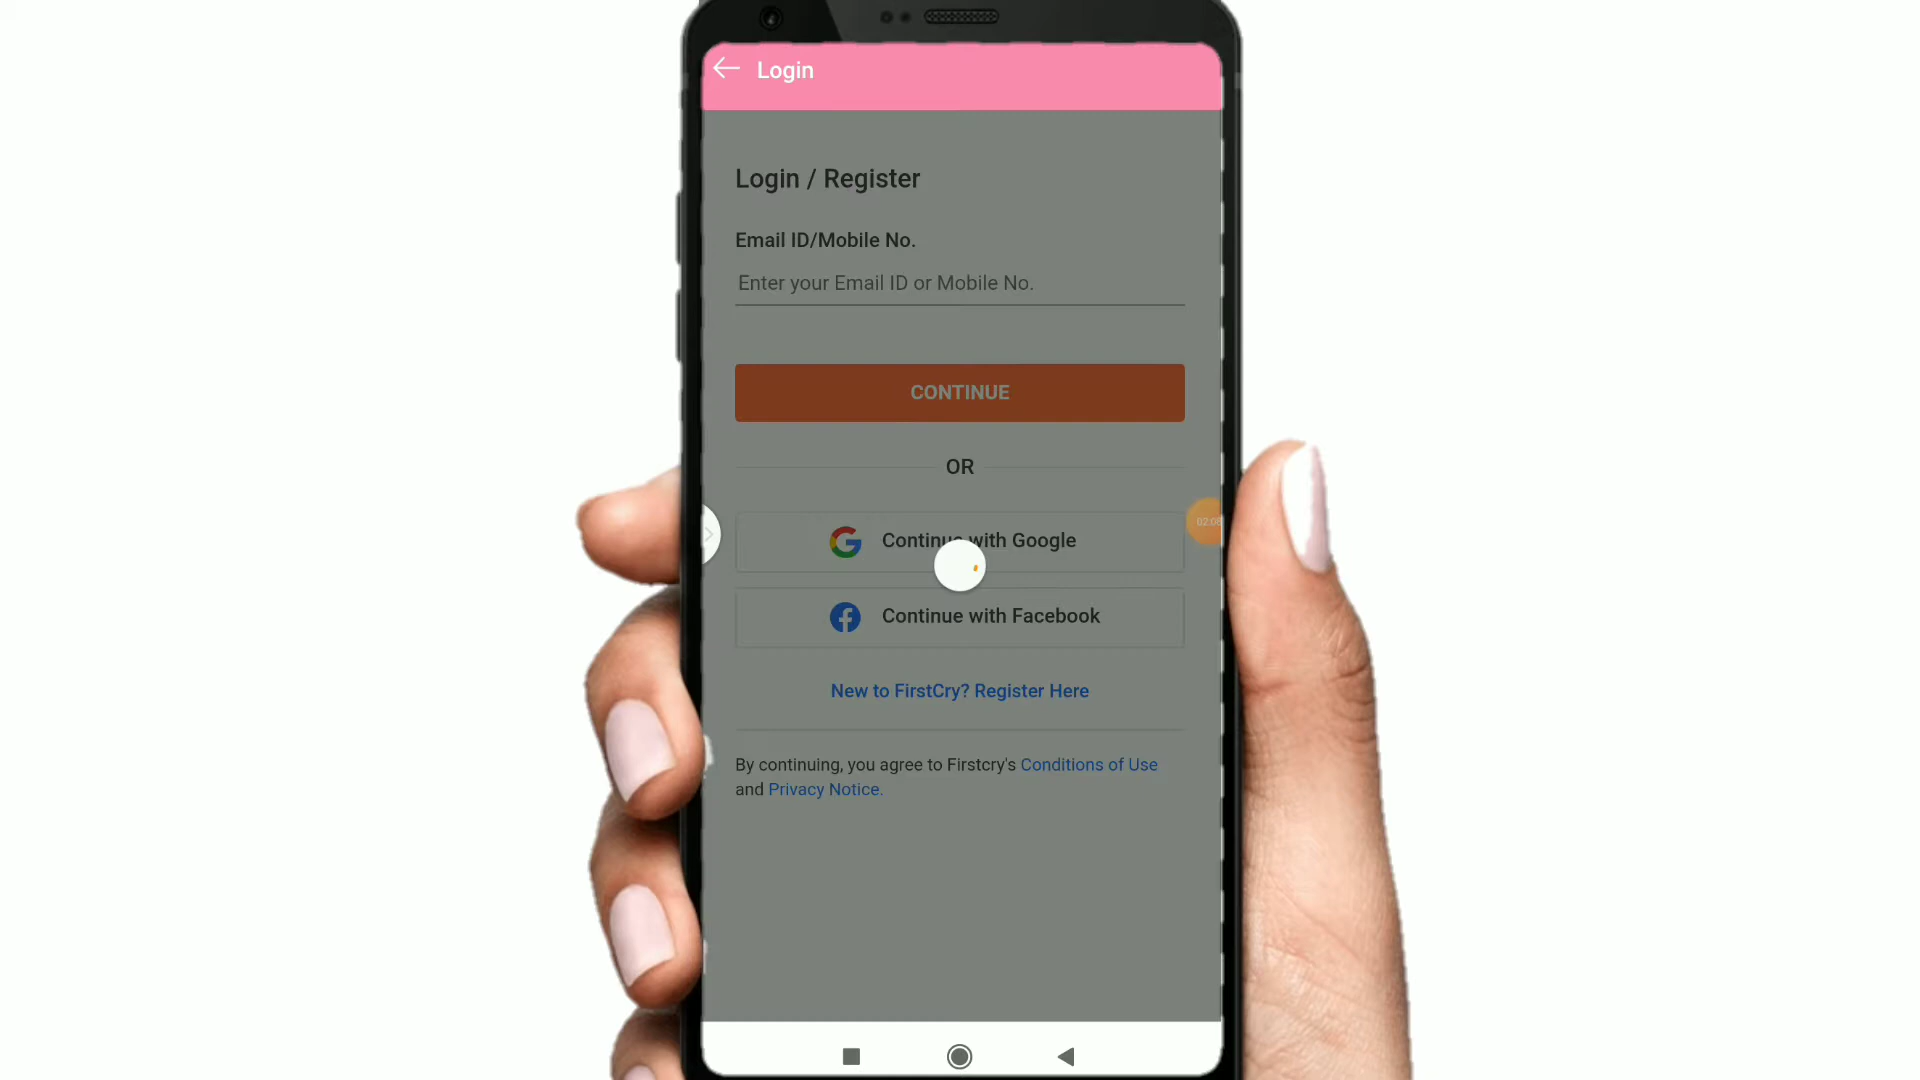 Login
Login / Register
Email ID/Mobile No.
Enter your Email ID or Mobile No.
CONTINUE
OR
Continue with Google
02:08
Continue with Facebook
New to FirstCry? Register Here
By continuing, you agree to Firstcry's Conditions of Use
and Privacy Notice.